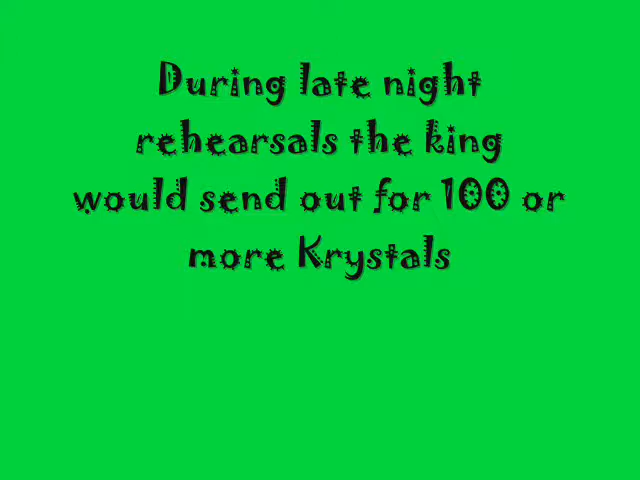 During late night
rehearsals the king
would send out for 100 or
more Krystals